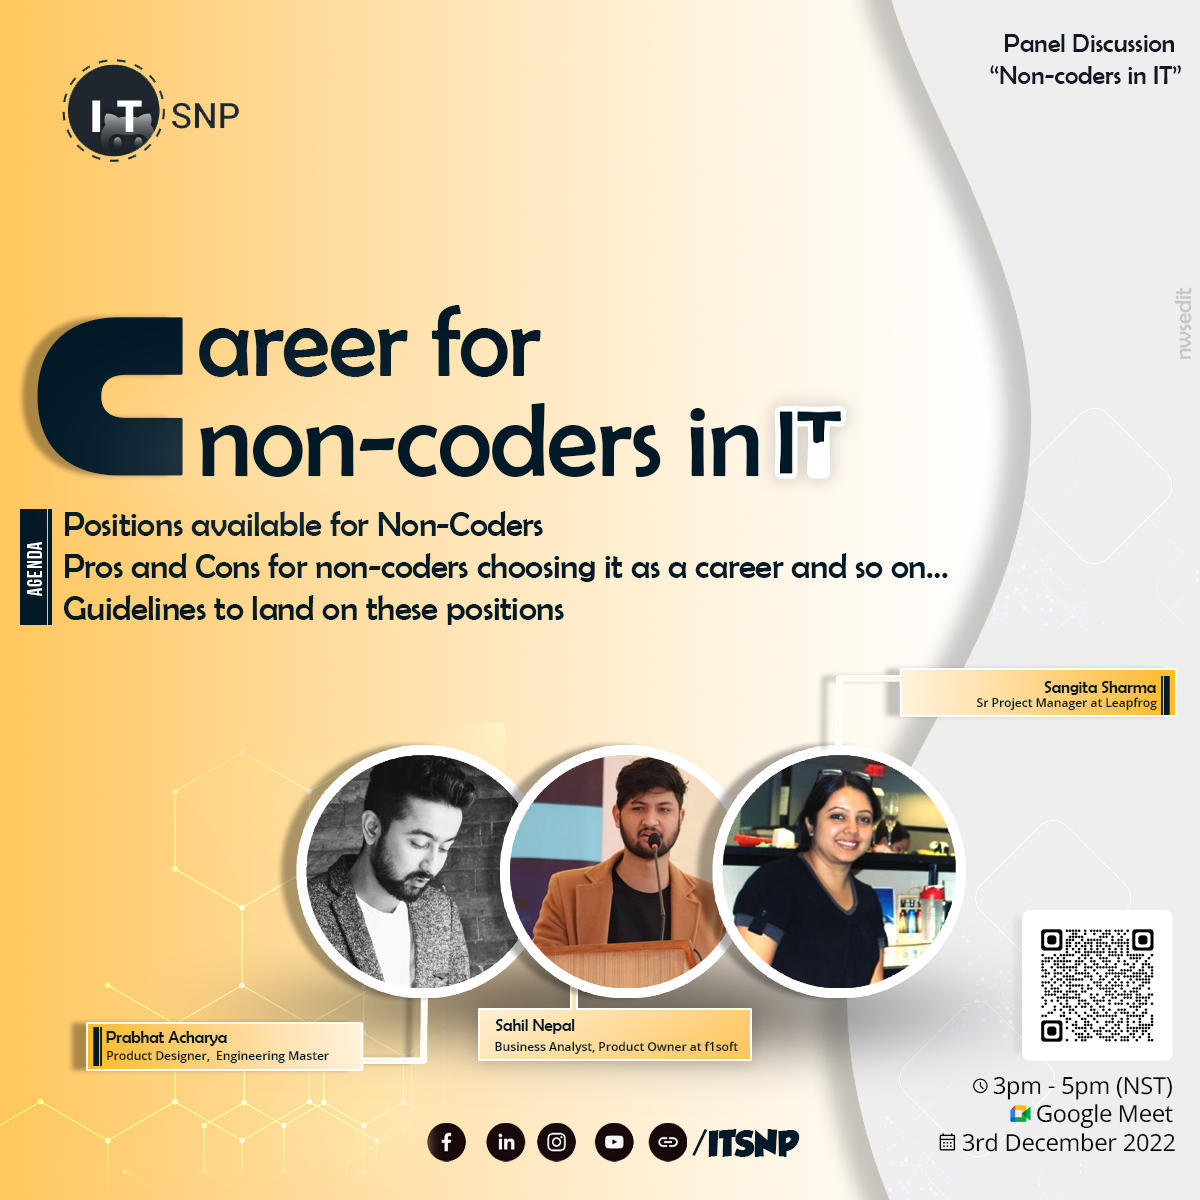 Panel Discussion
“Non-coders in IT”
IT SNP
nwsedit
Career for
non-coders in IT
AGENDA
Positions available for Non-Coders
Pros and Cons for non-coders choosing it as a career and so on...
Guidelines to land on these positions
Sangita Sharma
Sr Project Manager at Leapfrog
Prabhat Acharya
Product Designer, Engineering Master
Sahil Nepal
Business Analyst, Product Owner at f1soft
3pm - 5pm (NST)
Google Meet
3rd December 2022
/ITSNP